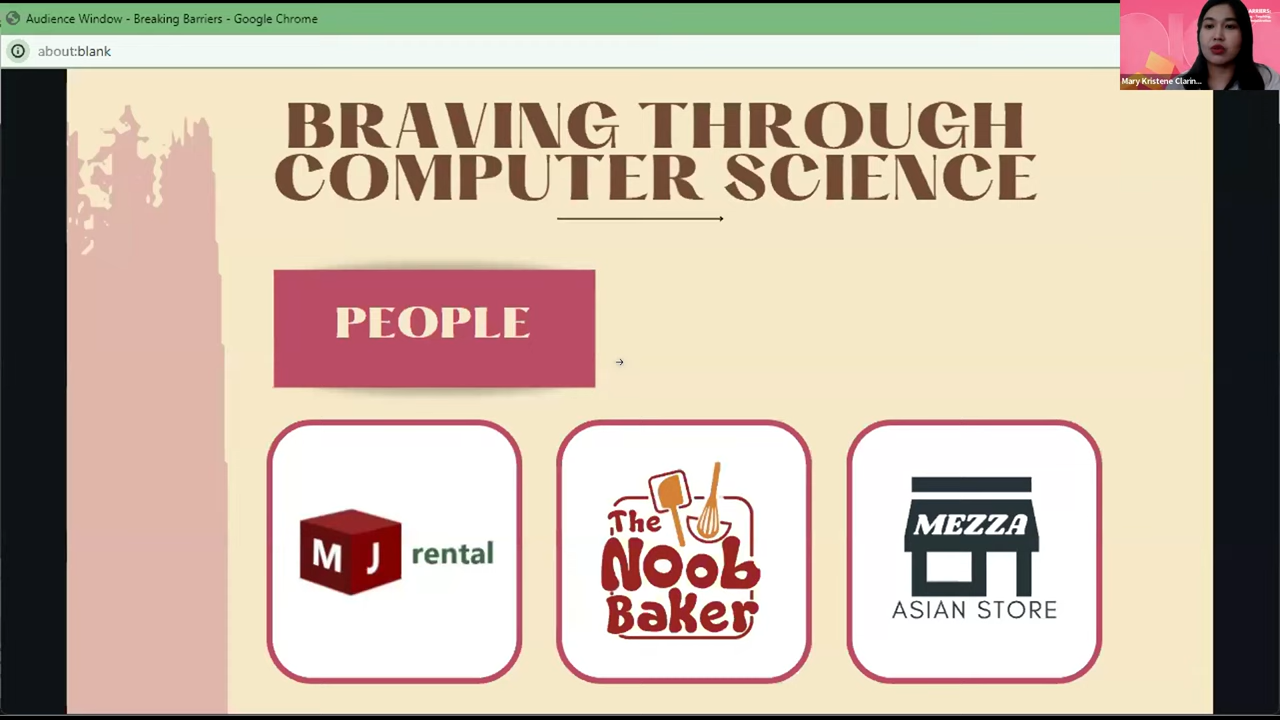 Audience Window - Breaking Barriers - Google Chrome
about:blank
Mary Kristene Clarin...
BRAVING THROUGH
COMPUTER SCIENCE
PEOPLE
MJ rental
The
Noob
Baker
MEZZA
ASIAN STORE